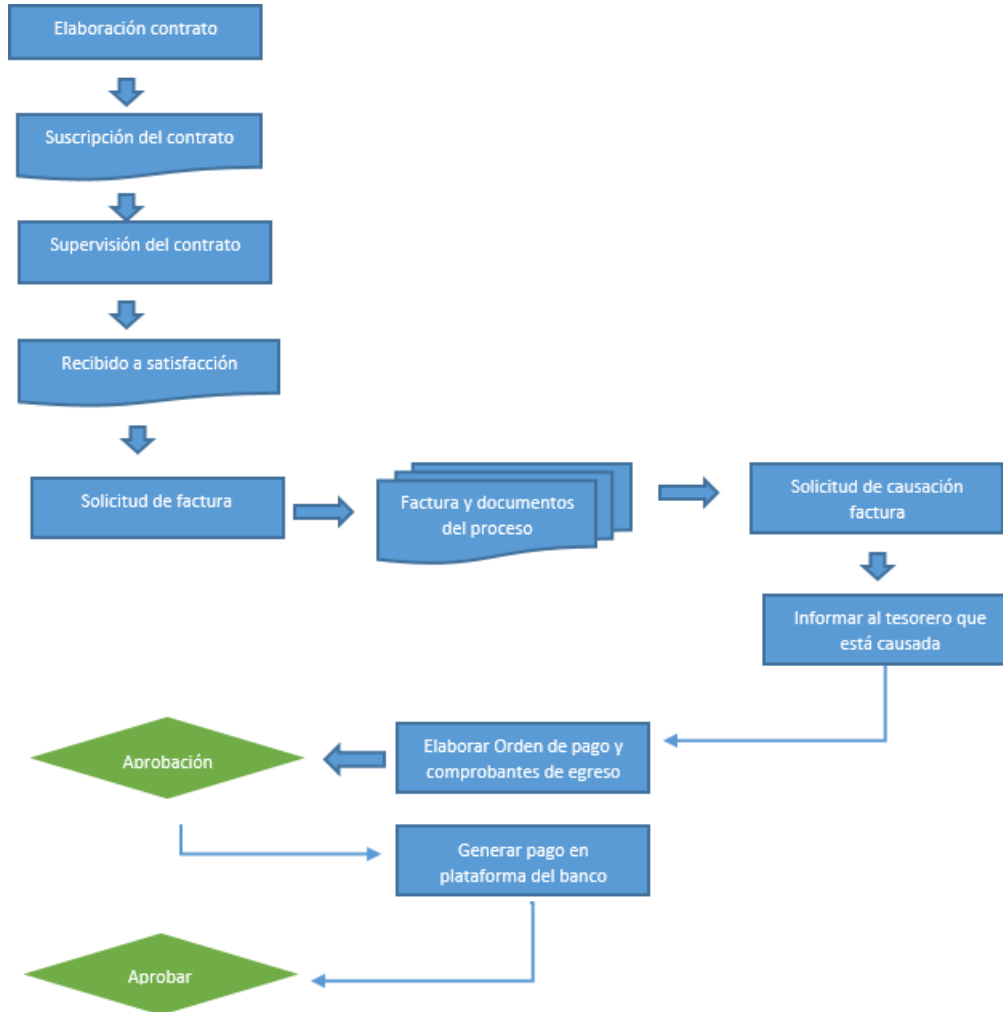 Elaboración contrato
Suscripción del contrato
Supervisión del contrato
Recibido a satisfacción
Solicitud de factura
Factura y documentos
del proceso
Solicitud de causación
factura
Informar al tesorero que
está causada
Elaborar Orden de pago y
comprobantes de egreso
Aprobación
Generar pago en
plataforma del banco
Aprobar